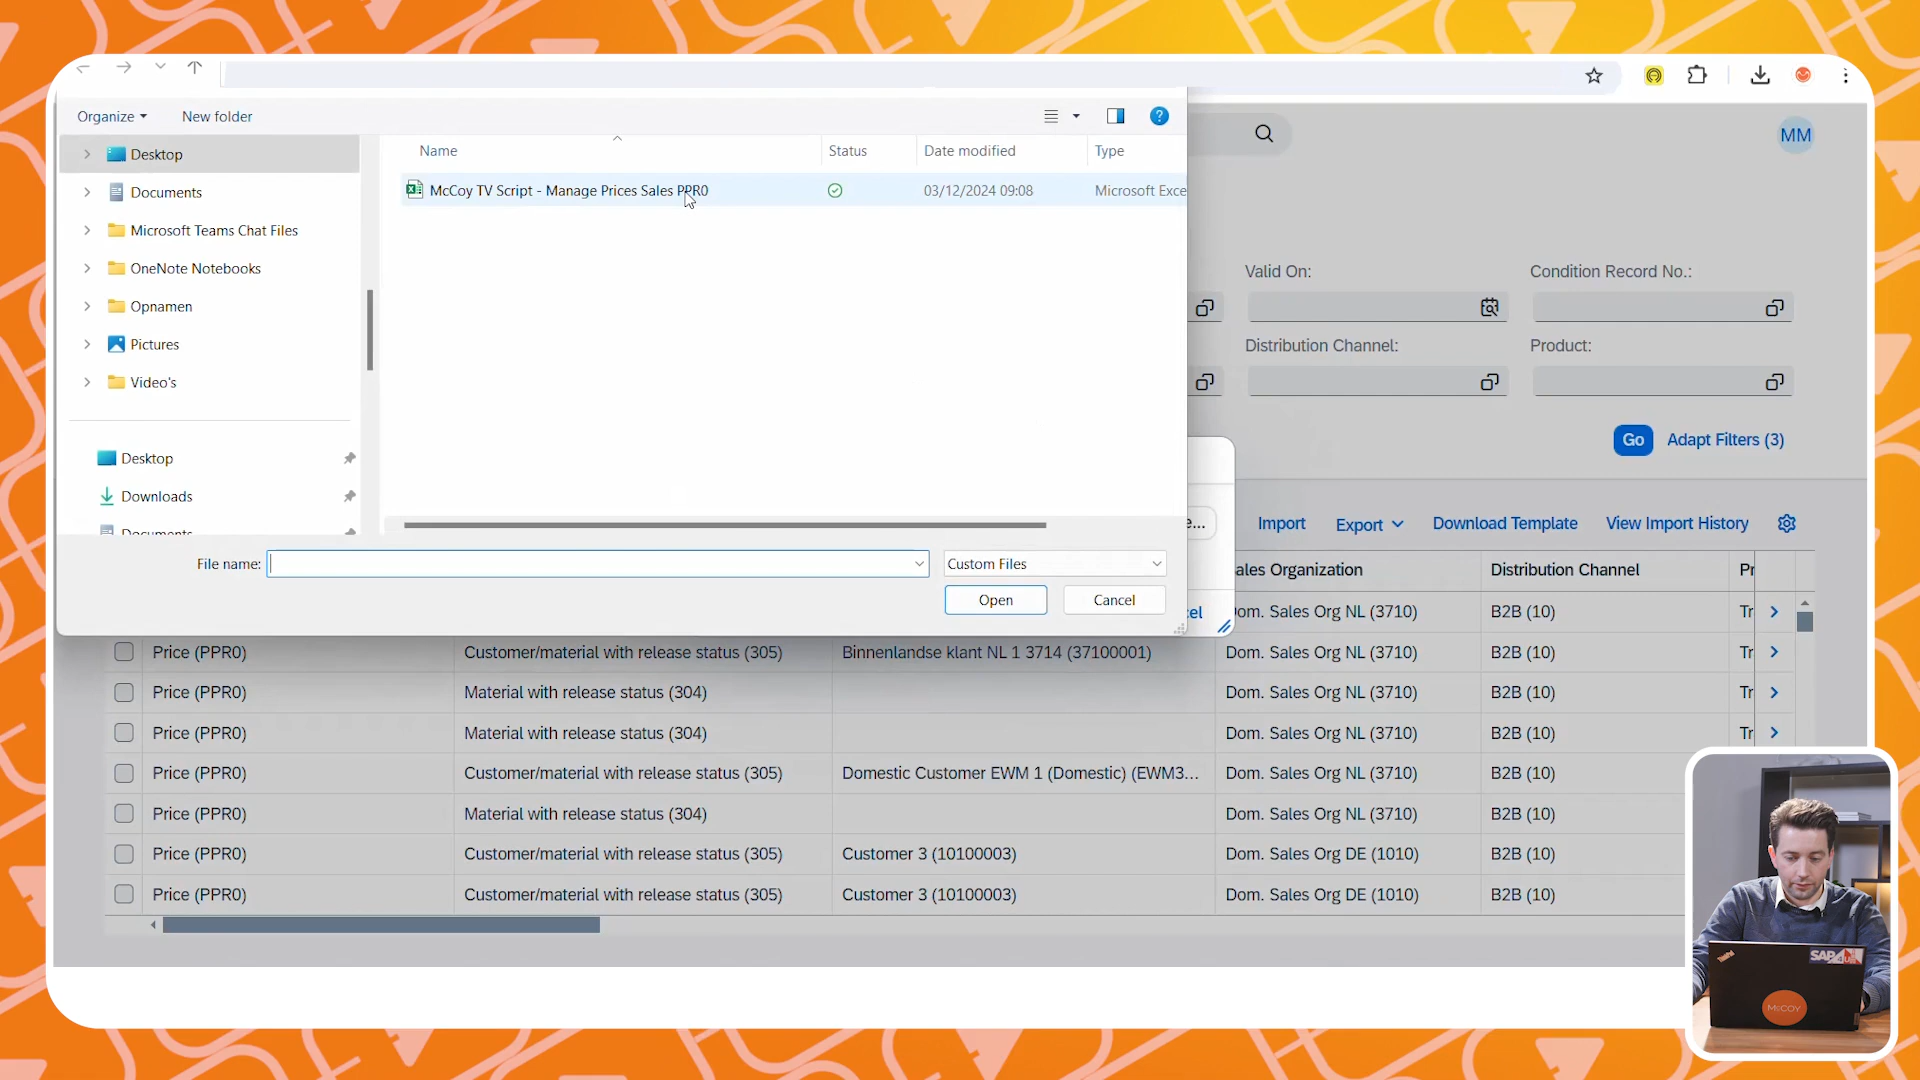 Organize
New folder
Name
Status
Date modified
Type
Desktop
Documents
Microsoft Teams Chat Files
OneNote Notebooks
Opnamen
Pictures
Video's
Desktop
Downloads
Documents
McCoy TV Script - Manage Prices Sales PPR0
03/12/2024 09:08
Microsoft Exce
File name:
Custom Files
Open
Cancel
MM
Valid On:
Condition Record No.:
Distribution Channel:
Product:
Go
Adapt Filters (3)
e...
Import
Export
Download Template
View Import History
ales Organization
Distribution Channel
Pr
cel
Dom. Sales Org NL (3710)
B2B (10)
Tr
Price (PPR0)
Customer/material with release status (305)
Binnenlandse klant NL 1 3714 (37100001)
Dom. Sales Org NL (3710)
B2B (10)
Tr
Price (PPR0)
Material with release status (304)
Dom. Sales Org NL (3710)
B2B (10)
Tr
Price (PPR0)
Material with release status (304)
Dom. Sales Org NL (3710)
B2B (10)
Tr
Price (PPR0)
Customer/material with release status (305)
Domestic Customer EWM 1 (Domestic) (EWM3...
Dom. Sales Org NL (3710)
B2B (10)
Price (PPR0)
Material with release status (304)
Dom. Sales Org NL (3710)
B2B (10)
Price (PPR0)
Customer/material with release status (305)
Customer 3 (10100003)
Dom. Sales Org DE (1010)
B2B (10)
Price (PPR0)
Customer/material with release status (305)
Customer 3 (10100003)
Dom. Sales Org DE (1010)
B2B (10)
SAP
McCOY